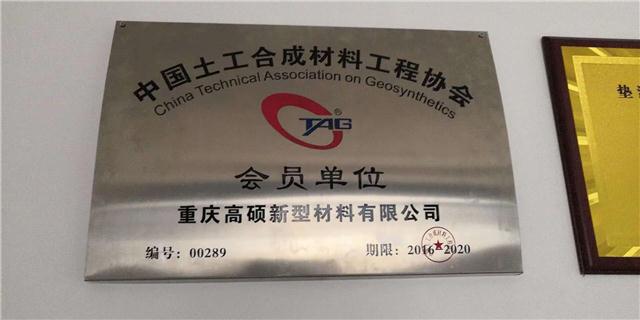 中国土工合成材料工程协会
China Technical Association on Geosynthetics
CTAG®
会员单位
重庆高硕新型材料有限公司
编号：00289 期限：2016-2020
垫